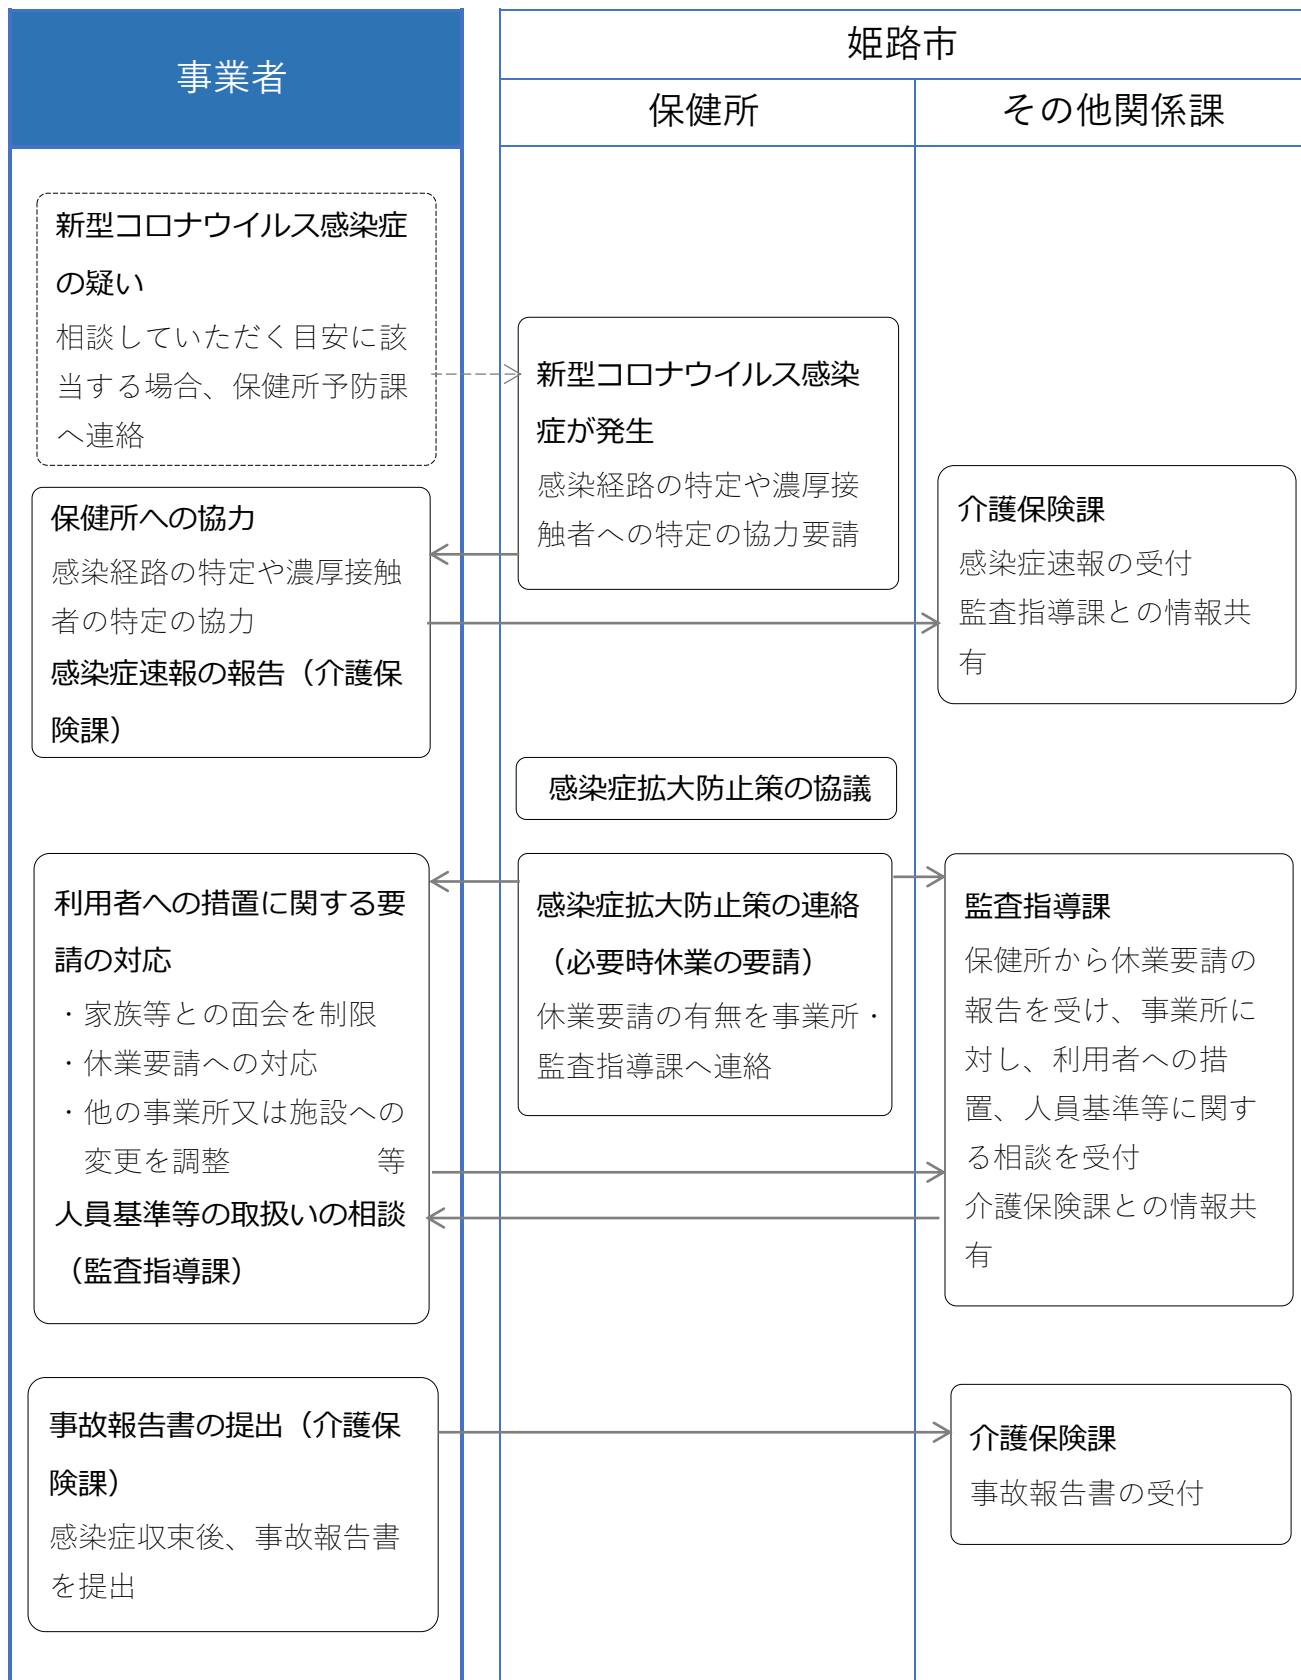 事業者
姫路市
保健所
その他関係課
新型コロナウイルス感染症
の疑い
相談していただく目安に該
当する場合、保健所予防課
へ連絡
新型コロナウイルス感染
症が発生
感染経路の特定や濃厚接
触者への特定の協力要請
保健所への協力
感染経路の特定や濃厚接触
者の特定の協力
感染症速報の報告（介護保
険課）
介護保険課
感染症速報の受付
監査指導課との情報共
有
感染症拡大防止策の協議
利用者への措置に関する要
請の対応
・家族等との面会を制限
・休業要請への対応
・他の事業所又は施設への
変更を調整　　　　　等
人員基準等の取扱いの相談
（監査指導課）
感染症拡大防止策の連絡
（必要時休業の要請）
休業要請の有無を事業所・
監査指導課へ連絡
監査指導課
保健所から休業要請の
報告を受け、事業所に
対し、利用者への措
置、人員基準等に関す
る相談を受付
介護保険課との情報共
有
事故報告書の提出（介護保
険課）
感染症収束後、事故報告書
を提出
介護保険課
事故報告書の受付